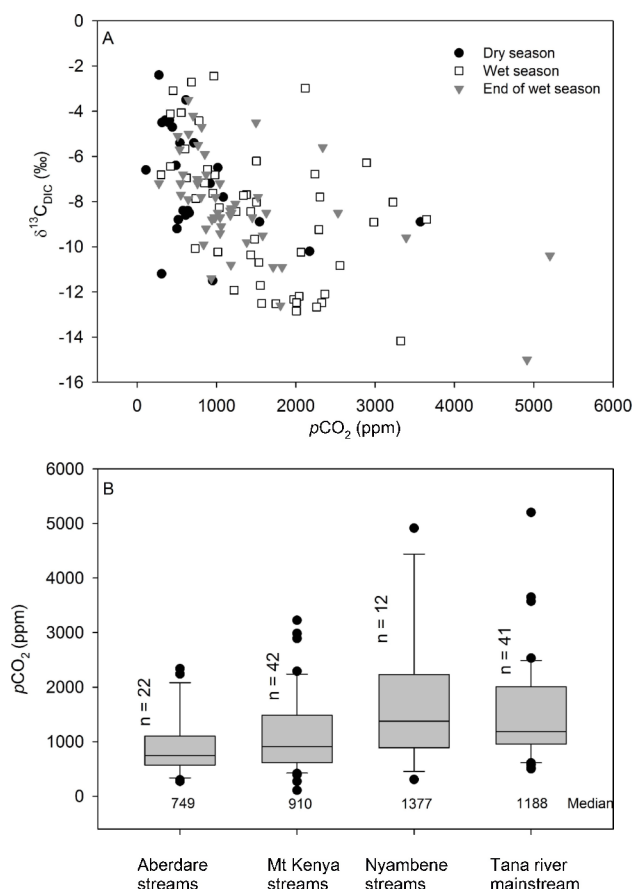 A
Dry season
Wet season
End of wet season
0
-2
-4
-6
-8
-10
-12
-14
-16
δ13CDIC (‰)
0 1000 2000 3000 4000 5000 6000
pCO2 (ppm)
B
6000
5000
4000
3000
2000
1000
0
pCO2 (ppm)
n = 22
n = 42
n = 12
n = 41
749 910 1377 1188 Median
Aberdare streams
Mt Kenya streams
Nyambene streams
Tana river mainstream